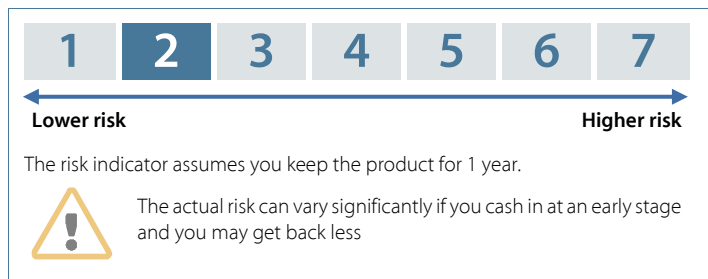 1 2 3 4 5 6 7
Lower risk Higher risk
The risk indicator assumes you keep the product for 1 year.
The actual risk can vary significantly if you cash in at an early stage
and you may get back less